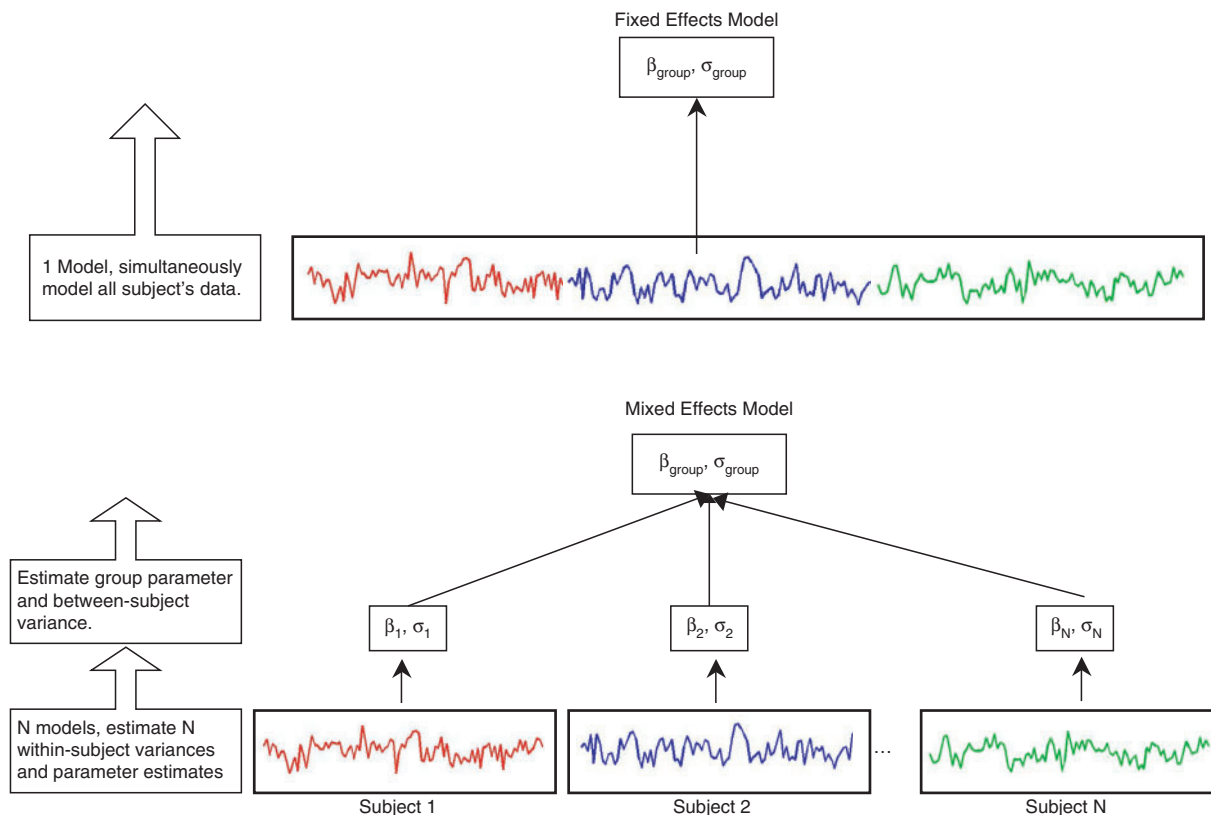 Fixed Effects Model
βgroup, σgroup
1 Model, simultaneously
model all subject's data.
Mixed Effects Model
βgroup, σgroup
Estimate group parameter
and between-subject
variance.
β1, σ1
β2, σ2
βN, σN
N models, estimate N
within-subject variances
and parameter estimates
...
Subject 1
Subject 2
Subject N